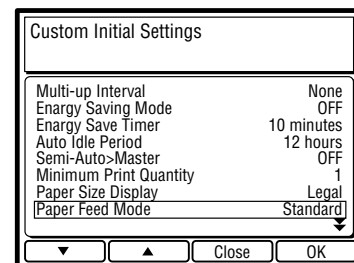 Custom Initial Settings
Multi-up Interval None
Enargy Saving Mode OFF
Enargy Save Timer 10 minutes
Auto Idle Period 12 hours
Semi-Auto>Master OFF
Minimum Print Quantity 1
Paper Size Display Legal
Paper Feed Mode Standard
Close OK